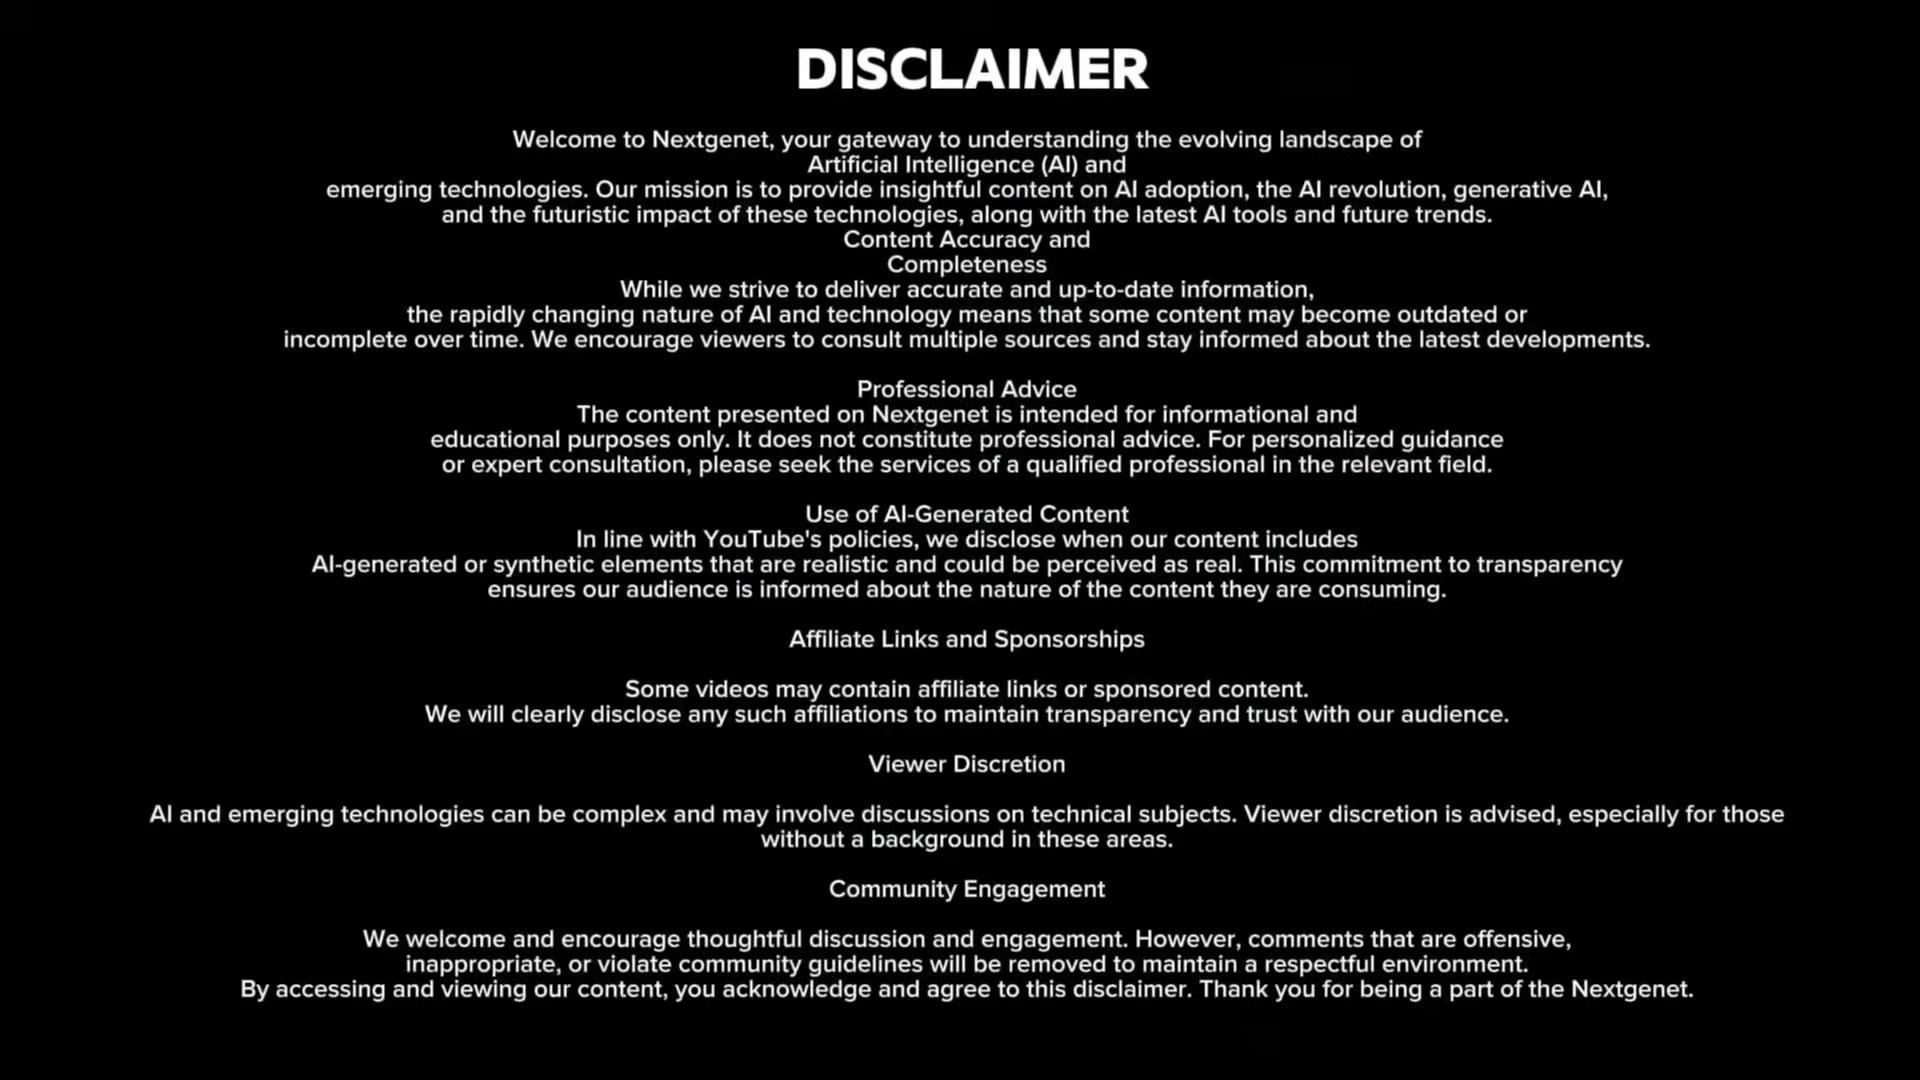 DISCLAIMER
Welcome to Nextgenet, your gateway to understanding the evolving landscape of
Artificial Intelligence (AI) and
emerging technologies. Our mission is to provide insightful content on AI adoption, the AI revolution, generative AI,
and the futuristic impact of these technologies, along with the latest AI tools and future trends.
Content Accuracy and
Completeness
While we strive to deliver accurate and up-to-date information,
the rapidly changing nature of AI and technology means that some content may become outdated or
incomplete over time. We encourage viewers to consult multiple sources and stay informed about the latest developments.
Professional Advice
The content presented on Nextgenet is intended for informational and
educational purposes only. It does not constitute professional advice. For personalized guidance
or expert consultation, please seek the services of a qualified professional in the relevant field.
Use of AI-Generated Content
In line with YouTube's policies, we disclose when our content includes
AI-generated or synthetic elements that are realistic and could be perceived as real. This commitment to transparency
ensures our audience is informed about the nature of the content they are consuming.
Affiliate Links and Sponsorships
Some videos may contain affiliate links or sponsored content.
We will clearly disclose any such affiliations to maintain transparency and trust with our audience.
Viewer Discretion
AI and emerging technologies can be complex and may involve discussions on technical subjects. Viewer discretion is advised, especially for those
without a background in these areas.
Community Engagement
We welcome and encourage thoughtful discussion and engagement. However, comments that are offensive,
inappropriate, or violate community guidelines will be removed to maintain a respectful environment.
By accessing and viewing our content, you acknowledge and agree to this disclaimer. Thank you for being a part of the Nextgenet.